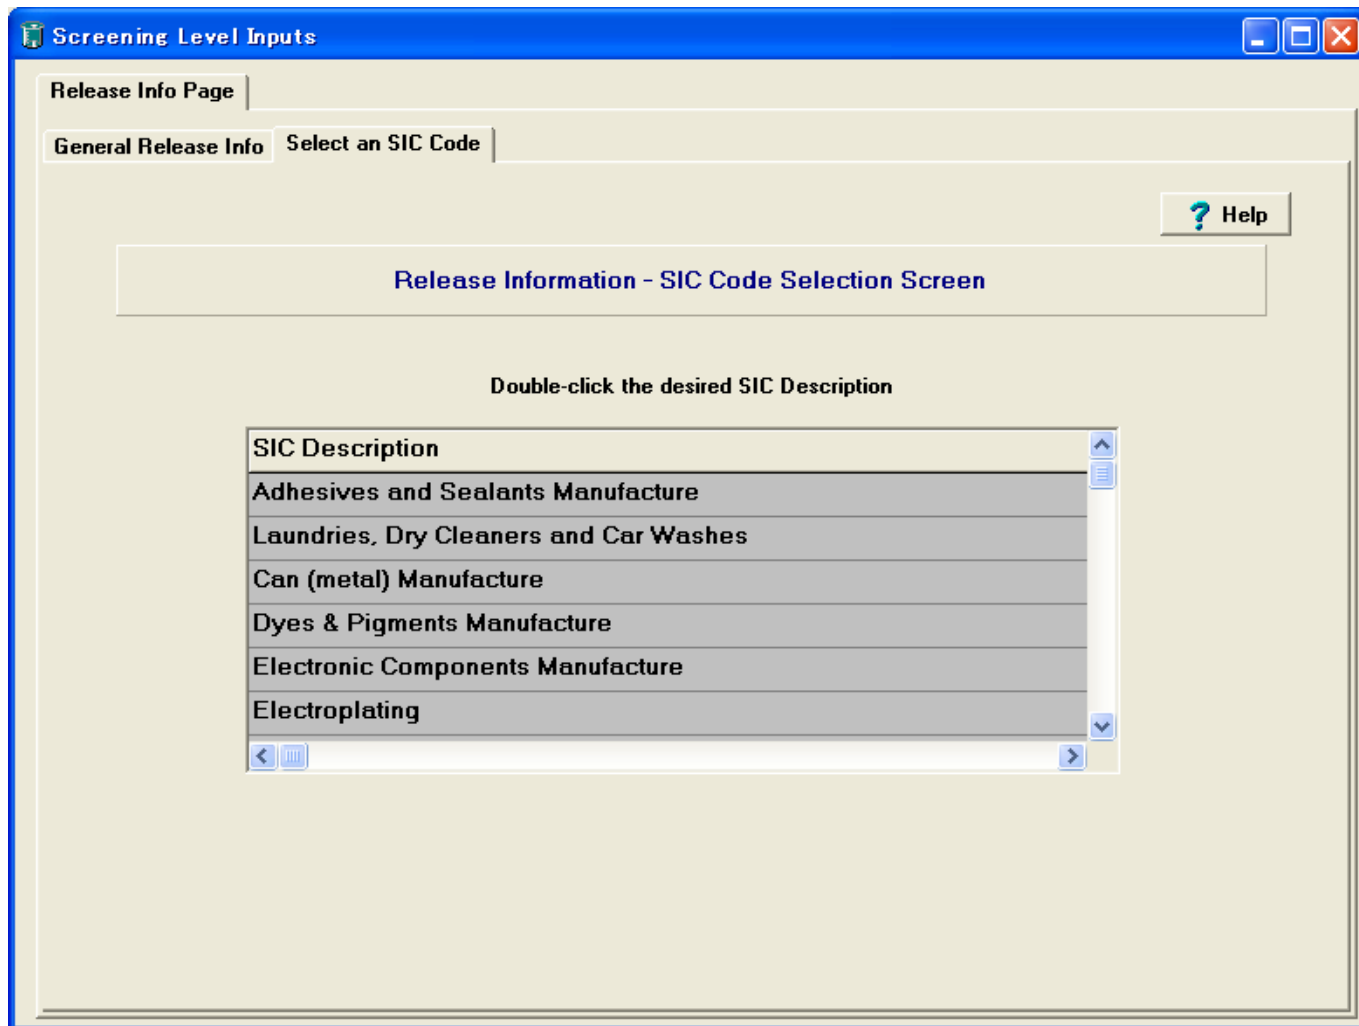 Screening Level Inputs
Release Info Page
General Release Info
Select an SIC Code
? Help
Release Information - SIC Code Selection Screen
Double-click the desired SIC Description
SIC Description
Adhesives and Sealants Manufacture
Laundries, Dry Cleaners and Car Washes
Can (metal) Manufacture
Dyes & Pigments Manufacture
Electronic Components Manufacture
Electroplating